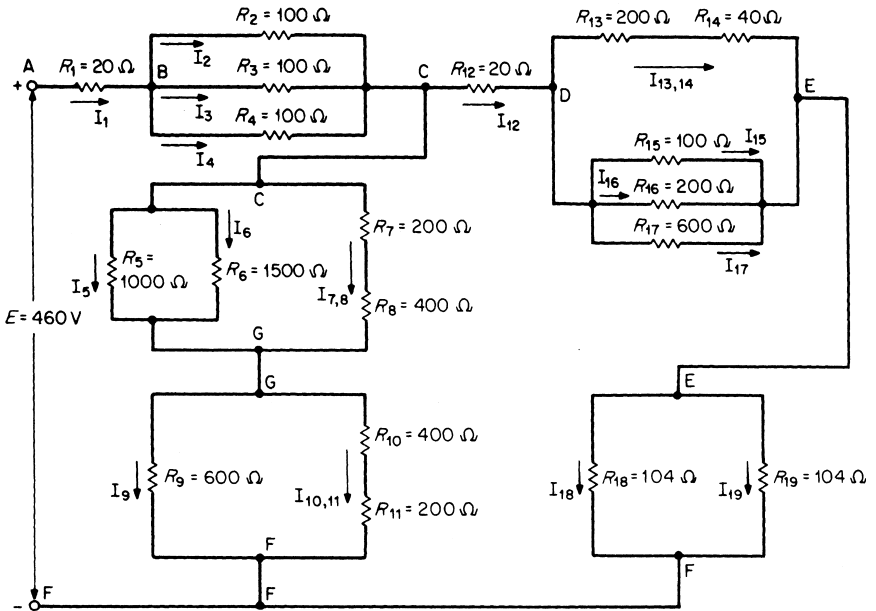 R2 = 100 Ω
I2
A
R1 = 20 Ω
B
R3 = 100 Ω
C
R12 = 20 Ω
+
I1
I3
I12
R4 = 100 Ω
I4
R13 = 200 Ω
R14 = 40 Ω
I13,14
D
E
R15 = 100 Ω
I15
I16
R16 = 200 Ω
R17 = 600 Ω
I17
C
I6
R7 = 200 Ω
R5 =
1000 Ω
I5
R6 = 1500 Ω
I7,8
R8 = 400 Ω
E = 460 V
G
G
R10 = 400 Ω
I9
R9 = 600 Ω
I10,11
R11 = 200 Ω
E
I18
R18 = 104 Ω
I19
R19 = 104 Ω
F
F
F
F
–